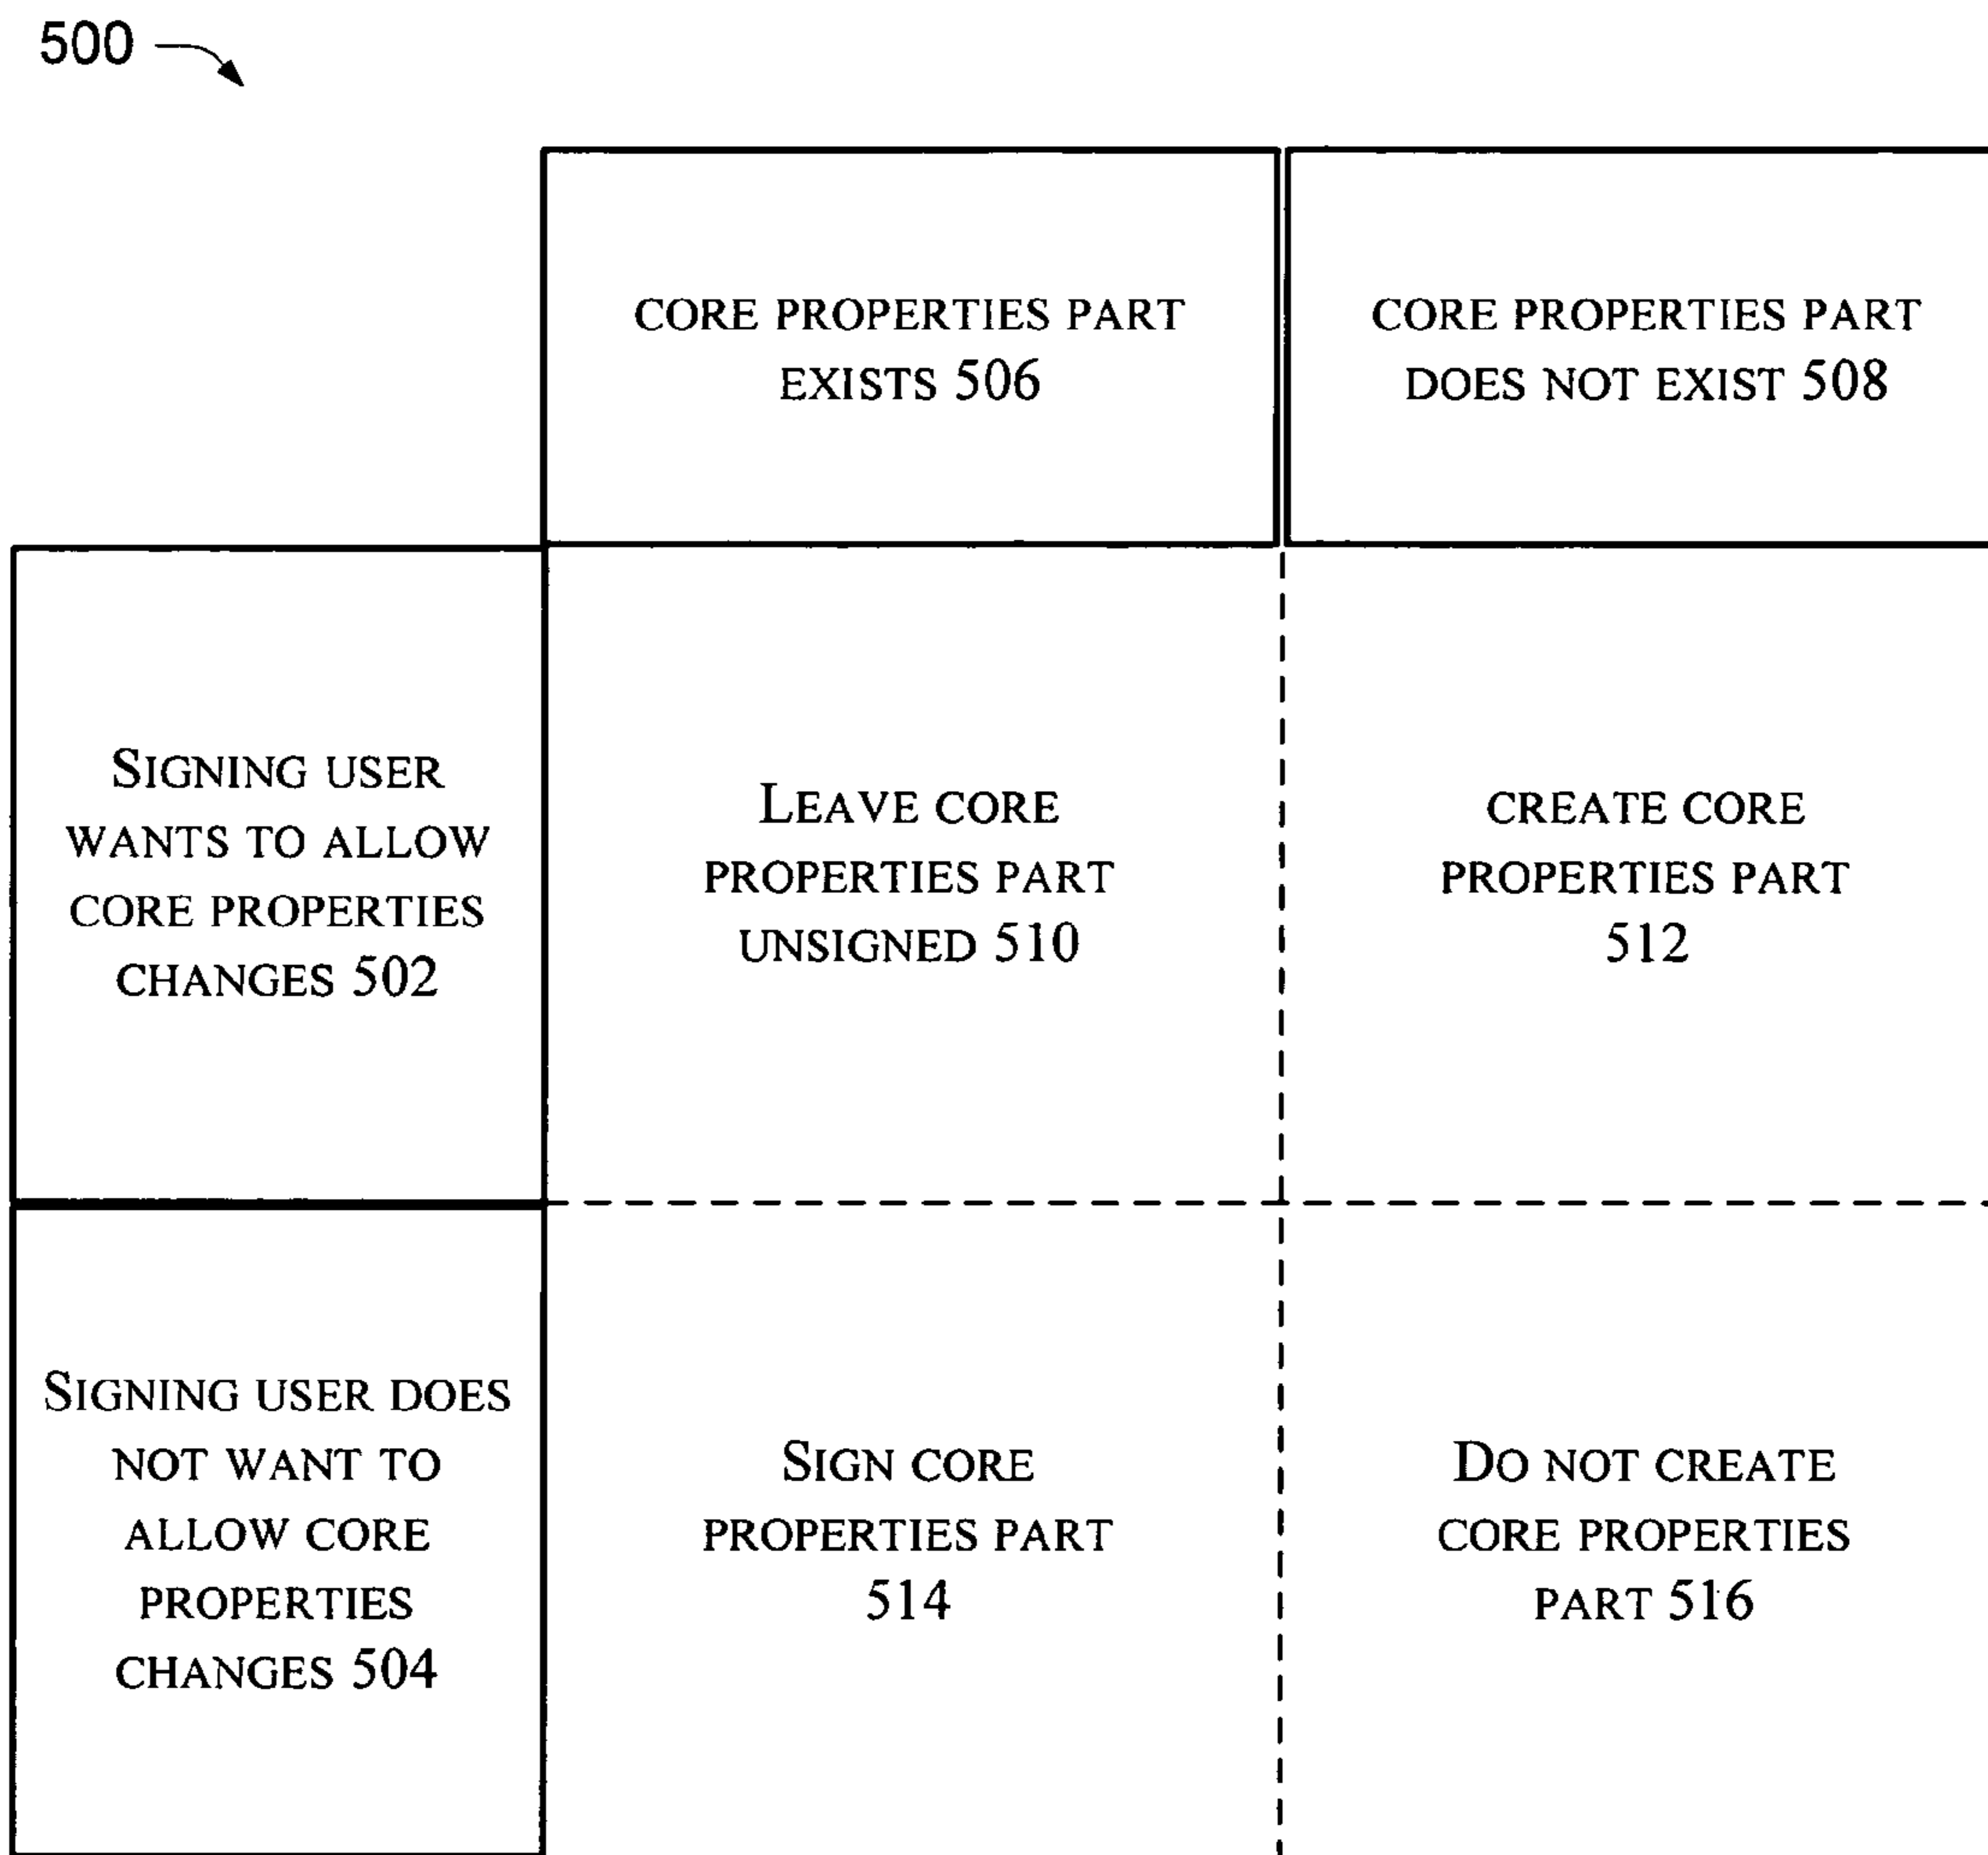 500
CORE PROPERTIES PART
EXISTS 506
CORE PROPERTIES PART
DOES NOT EXIST 508
SIGNING USER
WANTS TO ALLOW
CORE PROPERTIES
CHANGES 502
LEAVE CORE
PROPERTIES PART
UNSIGNED 510
CREATE CORE
PROPERTIES PART
512
SIGNING USER DOES
NOT WANT TO
ALLOW CORE
PROPERTIES
CHANGES 504
SIGN CORE
PROPERTIES PART
514
DO NOT CREATE
CORE PROPERTIES
PART 516